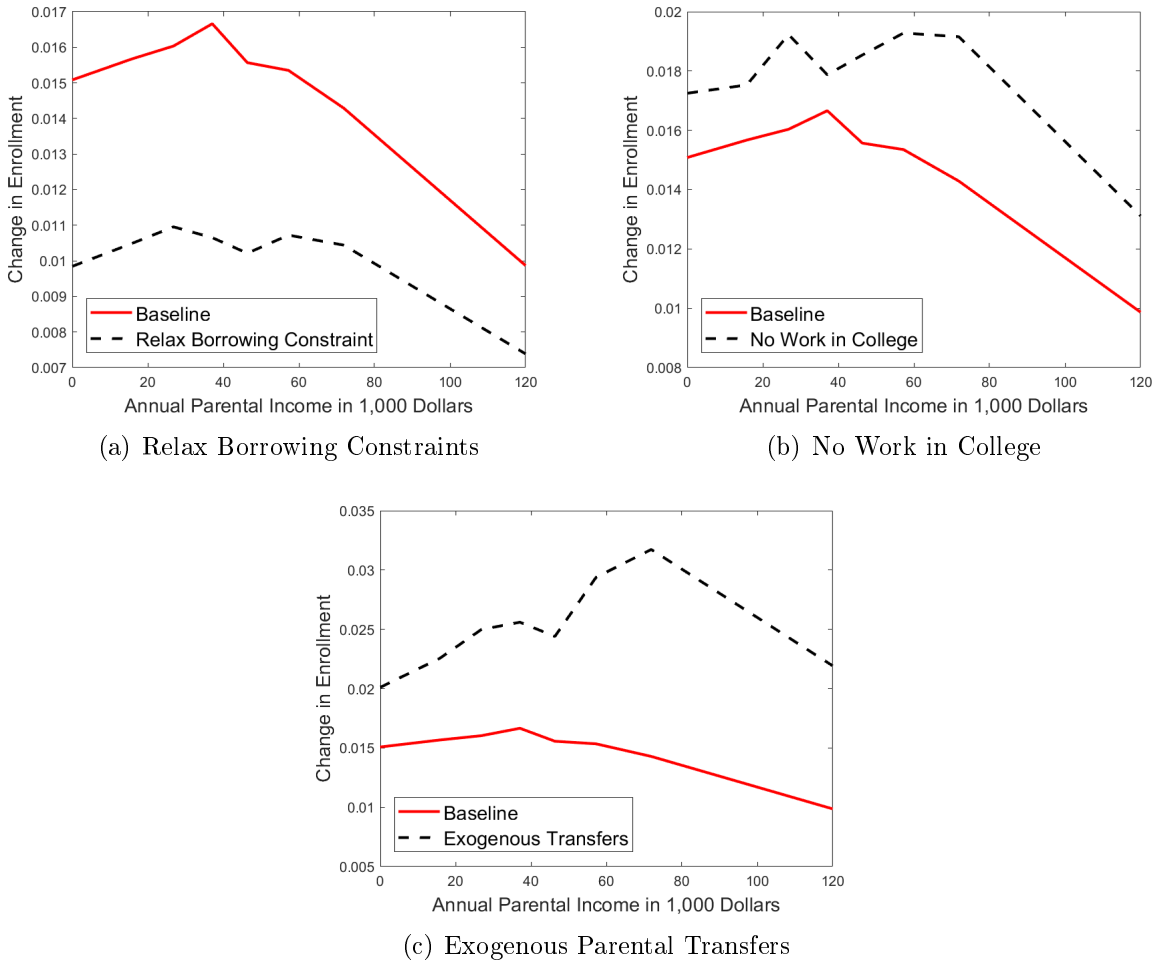 0.017
0.016
0.015
0.014
0.013
0.012
0.011
0.01
0.009
0.008
0.007
Change in Enrollment
Baseline
Relax Borrowing Constraint
0 20 40 60 80 100 120
Annual Parental Income in 1,000 Dollars
(a) Relax Borrowing Constraints
0.02
0.018
0.016
0.014
0.012
0.01
0.008
Change in Enrollment
Baseline
No Work in College
0 20 40 60 80 100 120
Annual Parental Income in 1,000 Dollars
(b) No Work in College
0.035
0.03
0.025
0.02
0.015
0.01
0.005
Change in Enrollment
Baseline
Exogenous Transfers
0 20 40 60 80 100 120
Annual Parental Income in 1,000 Dollars
(c) Exogenous Parental Transfers